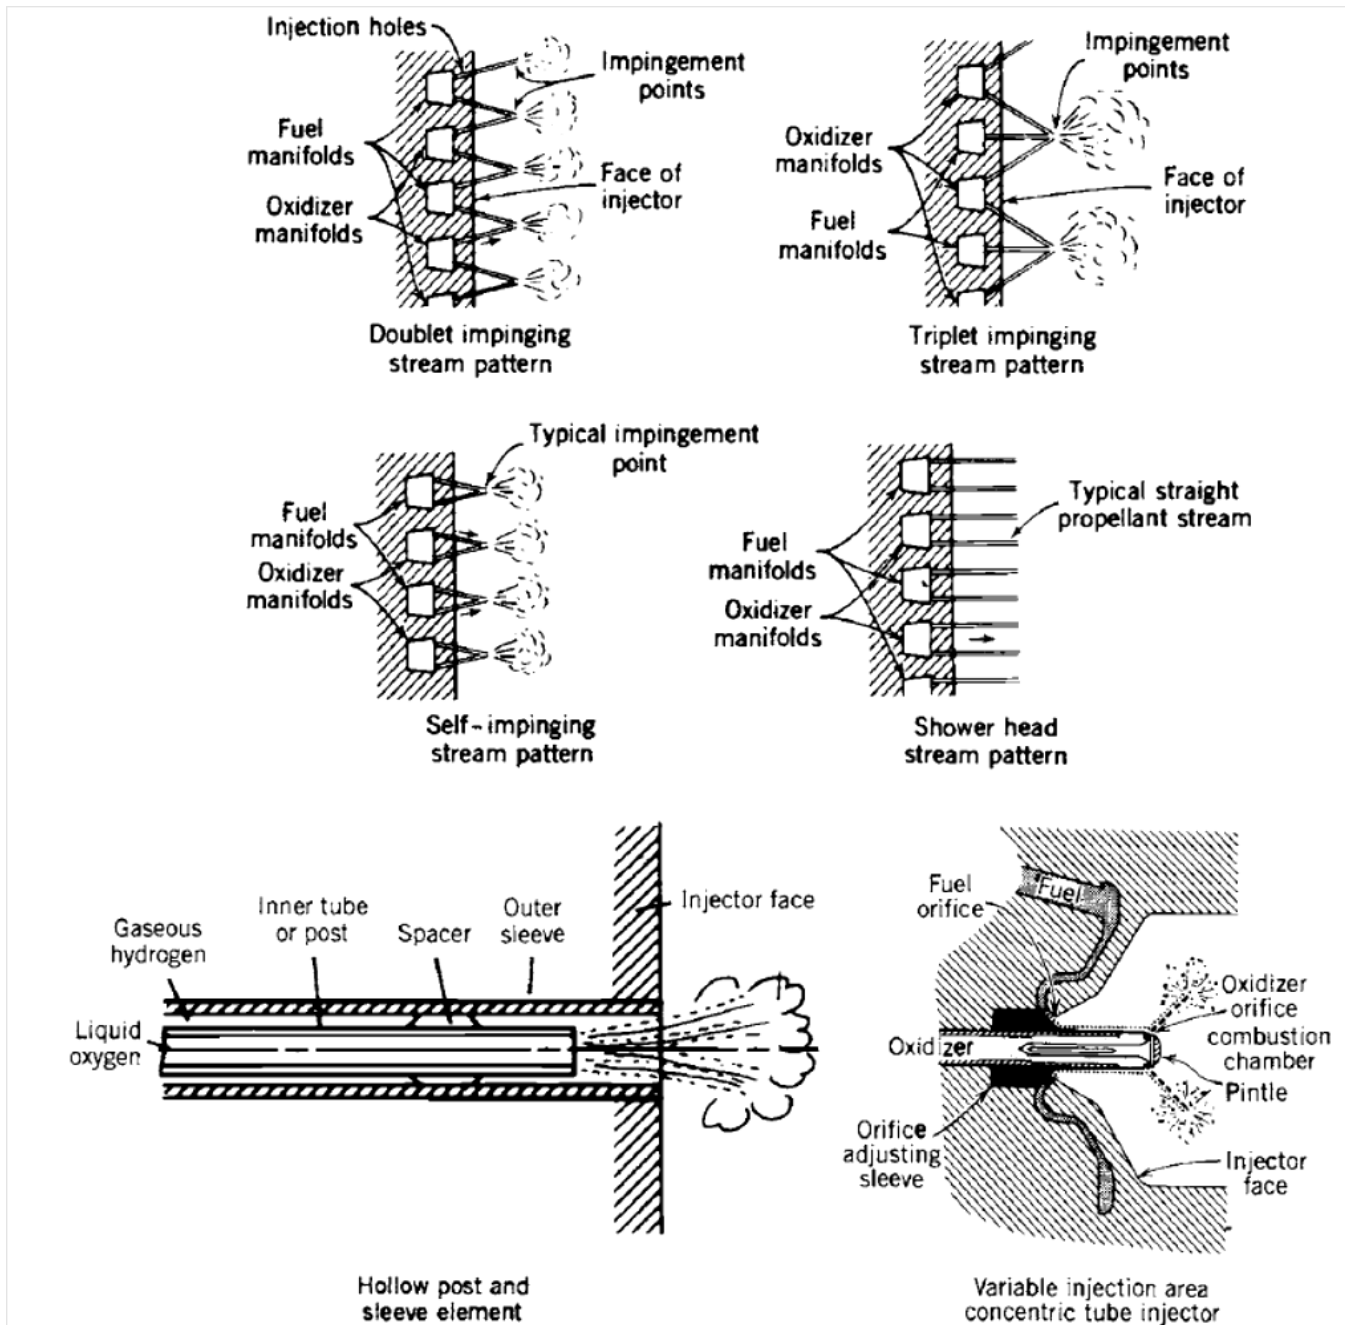 Injection holes
Impingement
points
Fuel
manifolds
Oxidizer
manifolds
Face of
injector
Doublet impinging
stream pattern
Impingement
points
Oxidizer
manifolds
Fuel
manifolds
Face of
injector
Triplet impinging
stream pattern
Typical impingement
point
Fuel
manifolds
Oxidizer
manifolds
Self-impinging
stream pattern
Typical straight
propellant stream
Fuel
manifolds
Oxidizer
manifolds
Shower head
stream pattern
Gaseous
hydrogen
Inner tube
or post
Spacer
Outer
sleeve
Injector face
Liquid
oxygen
Hollow post and
sleeve element
Fuel
orifice
Fuel
Oxidizer
orifice
combustion
chamber
Oxidizer
Pintle
Orifice
adjusting
sleeve
Injector
face
Variable injection area
concentric tube injector